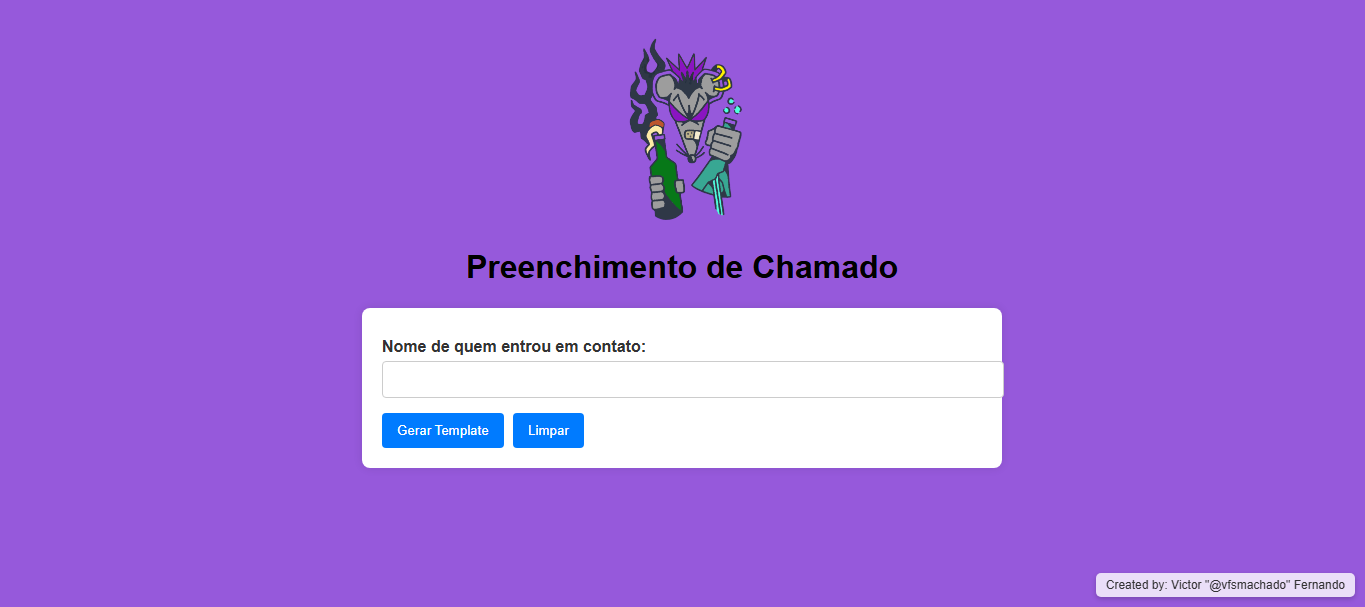 Preenchimento de Chamado
Nome de quem entrou em contato:
Gerar Template
Limpar
Created by: Victor "@vfsmachado" Fernando